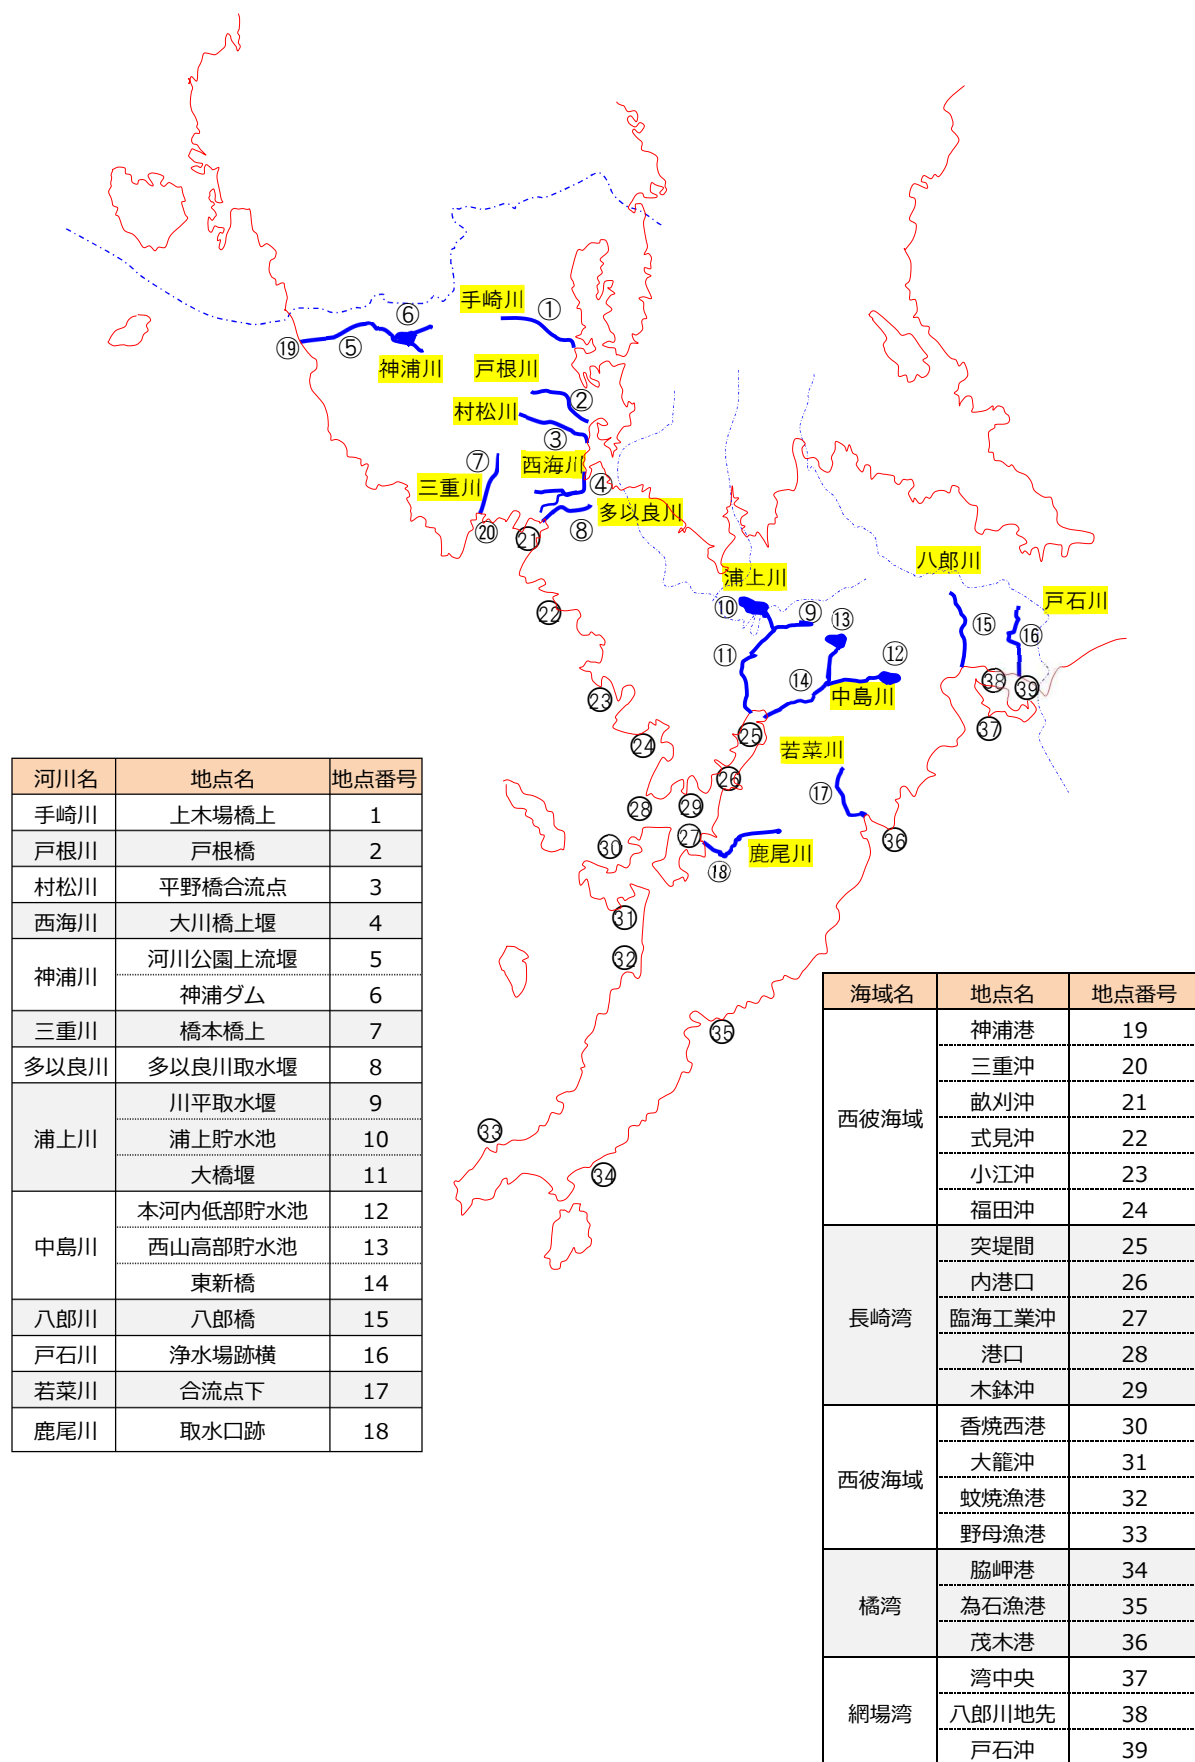 手崎川
①
⑥
⑲
⑤
神浦川
戸根川
②
村松川
③
⑦
西海川
三重川
④
⑳
㉑
⑧
多以良川
八郎川
浦上川
⑩
⑨
⑬
戸石川
㉒
⑮
⑯
⑪
⑫
⑭
中島川
㊳
㊴
㉓
㊲
㉔
㉕
若菜川
㉖
⑰
㉘
㉙
㉗
㊱
㉚
鹿尾川
⑱
㉛
㉜
㉟
㉝
㉞
河川名 地点名 地点番号
手崎川 上木場橋上 1
戸根川 戸根橋 2
村松川 平野橋合流点 3
西海川 大川橋上堰 4
神浦川 河川公園上流堰 5
神浦ダム 6
三重川 橋本橋上 7
多以良川 多以良川取水堰 8
浦上川 川平取水堰 9
浦上貯水池 10
大橋堰 11
中島川 本河内低部貯水池 12
西山高部貯水池 13
東新橋 14
八郎川 八郎橋 15
戸石川 浄水場跡横 16
若菜川 合流点下 17
鹿尾川 取水口跡 18
海域名 地点名 地点番号
西彼海域 神浦港 19
三重沖 20
畝刈沖 21
式見沖 22
小江沖 23
福田沖 24
長崎湾 突堤間 25
内港口 26
臨海工業沖 27
港口 28
木鉢沖 29
西彼海域 香焼西港 30
大籠沖 31
蚊焼漁港 32
野母漁港 33
橘湾 脇岬港 34
為石漁港 35
茂木港 36
網場湾 湾中央 37
八郎川地先 38
戸石沖 39